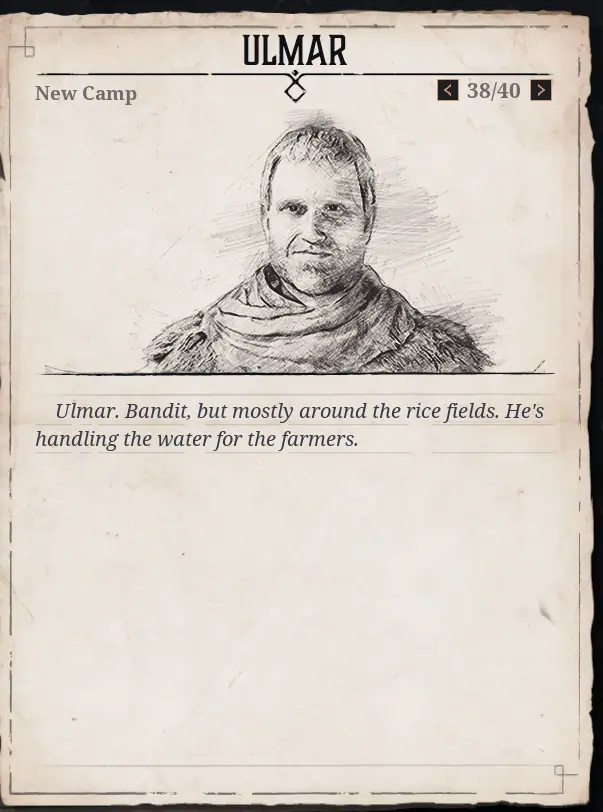 ULMAR
New Camp
38/40
Ulmar. Bandit, but mostly around the rice fields. He's
handling the water for the farmers.